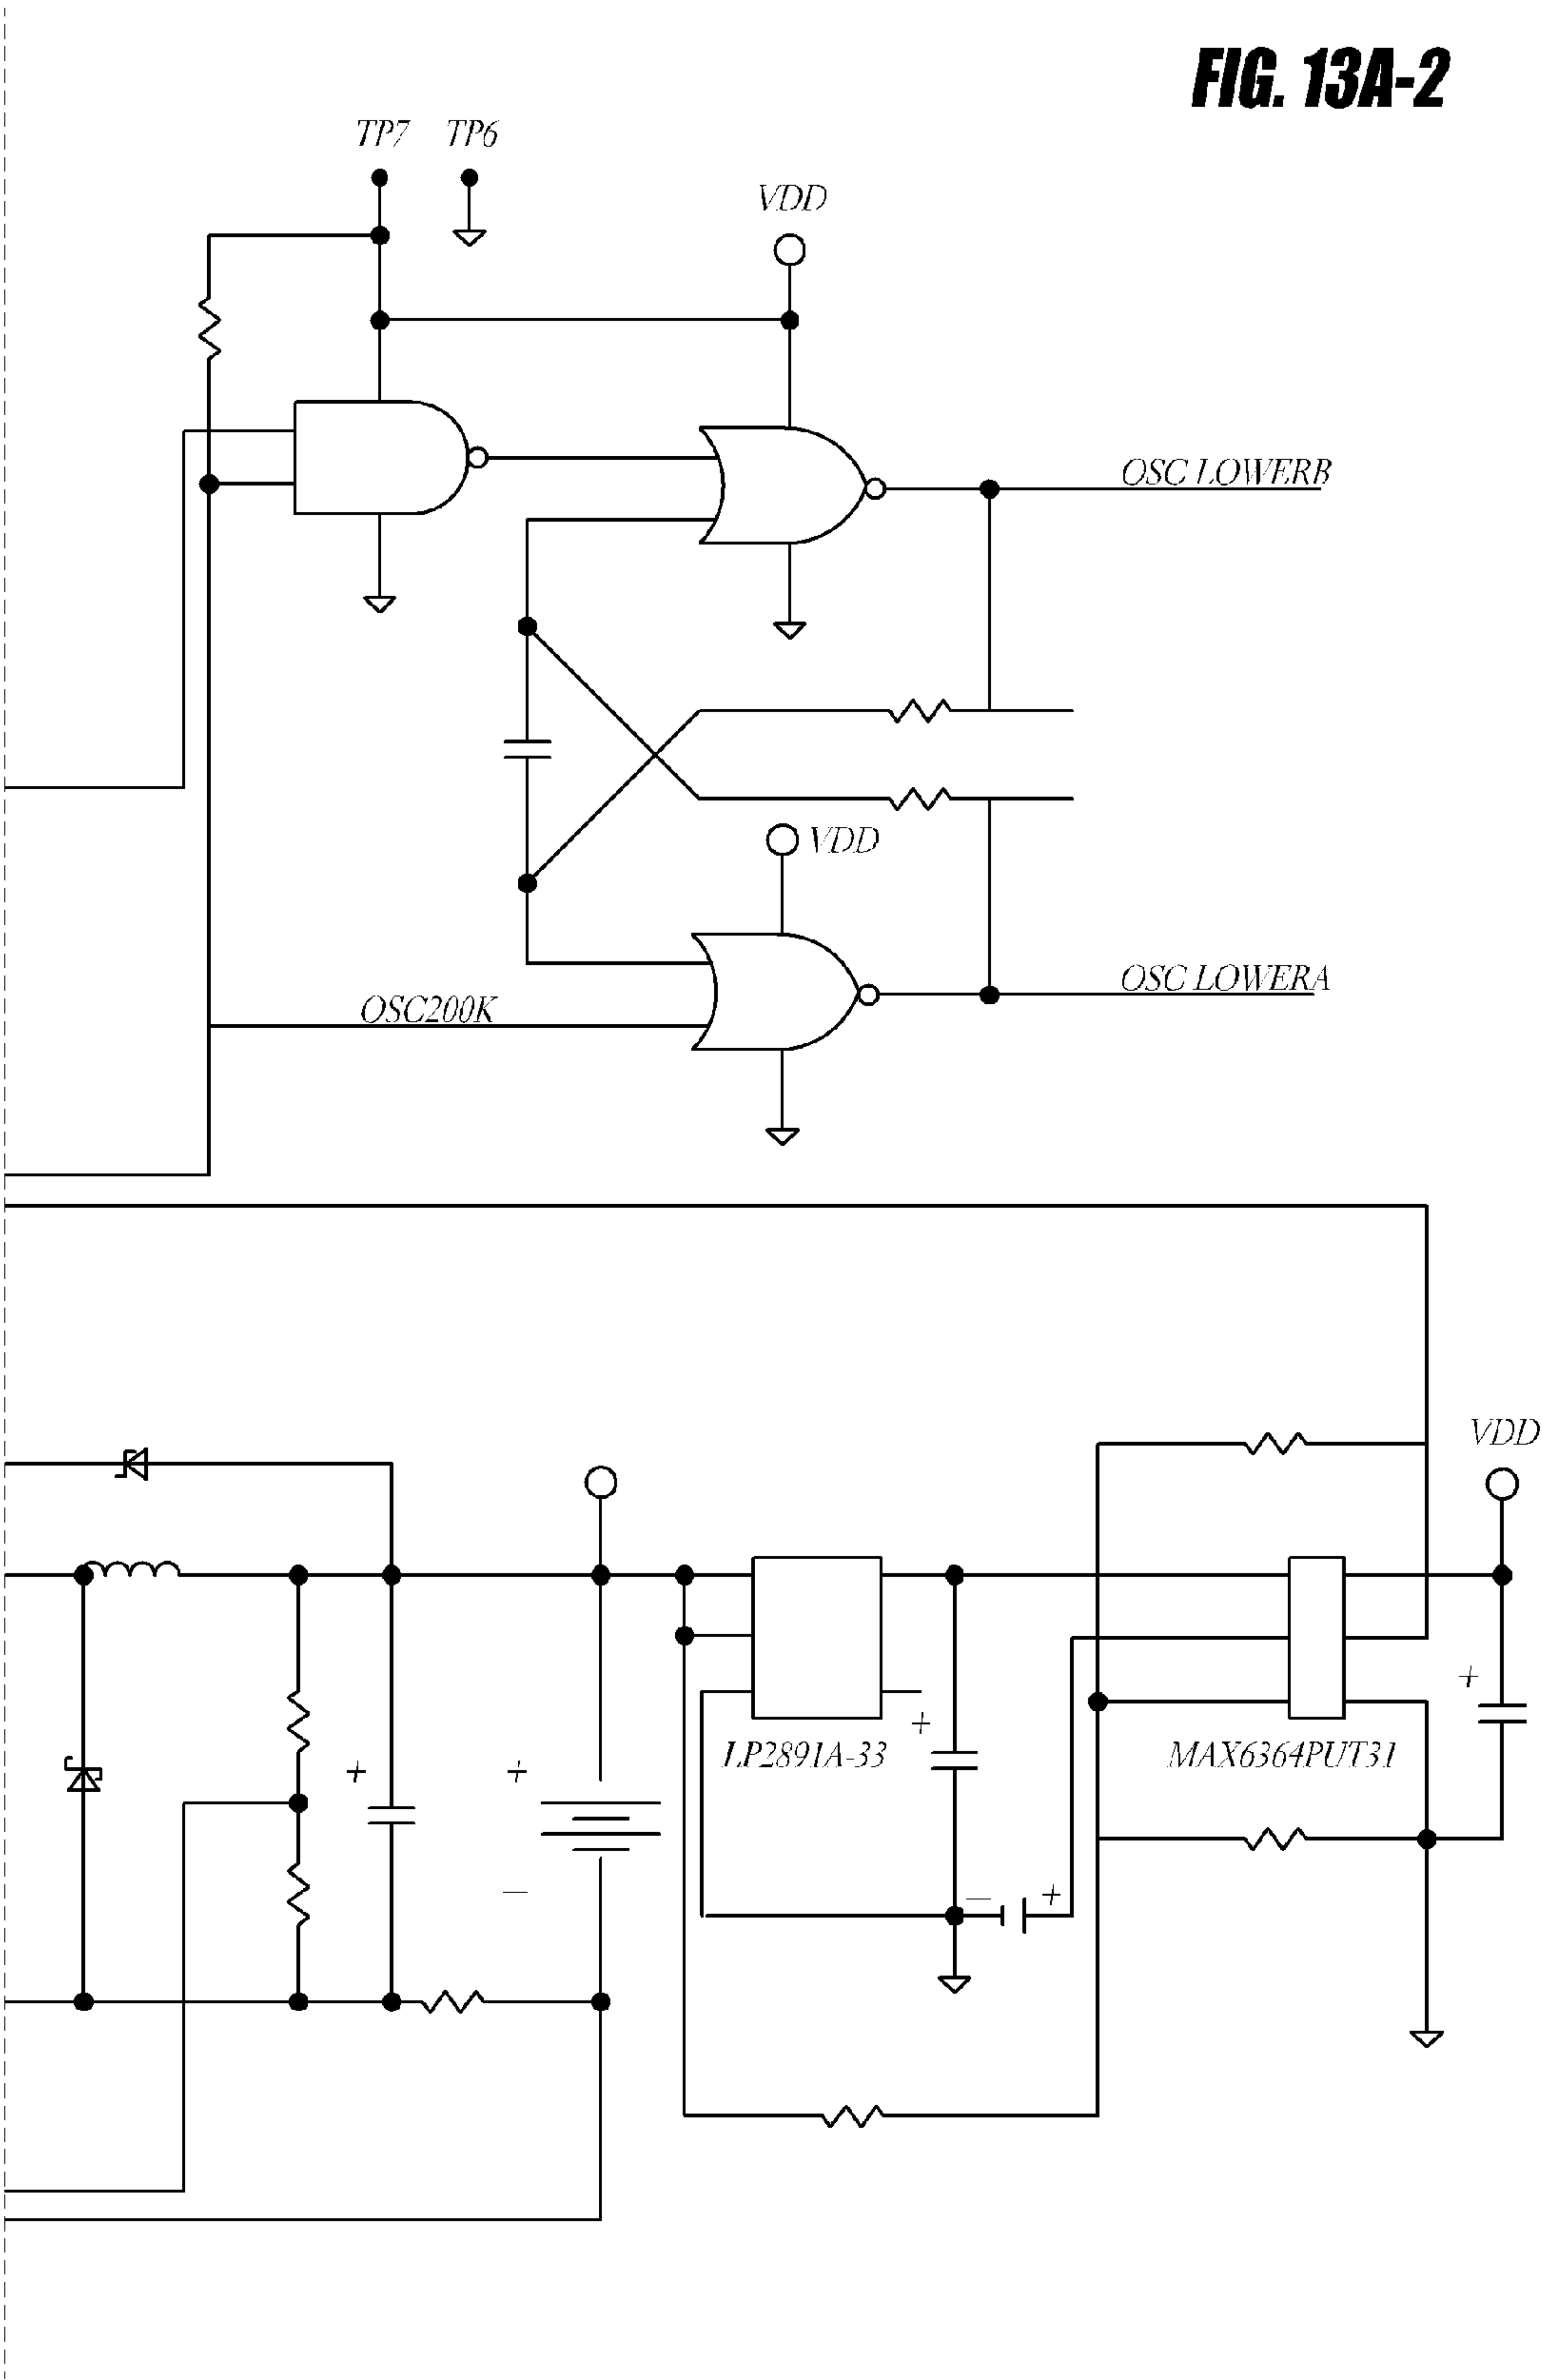 FIG. 13A-2
TP7 TP6
VDD
OSC LOWERB
VDD
OSC LOWERA
OSC200K
VDD
+
+
LP2891A-33
MAX6364PUT31
+
+
+
−
−